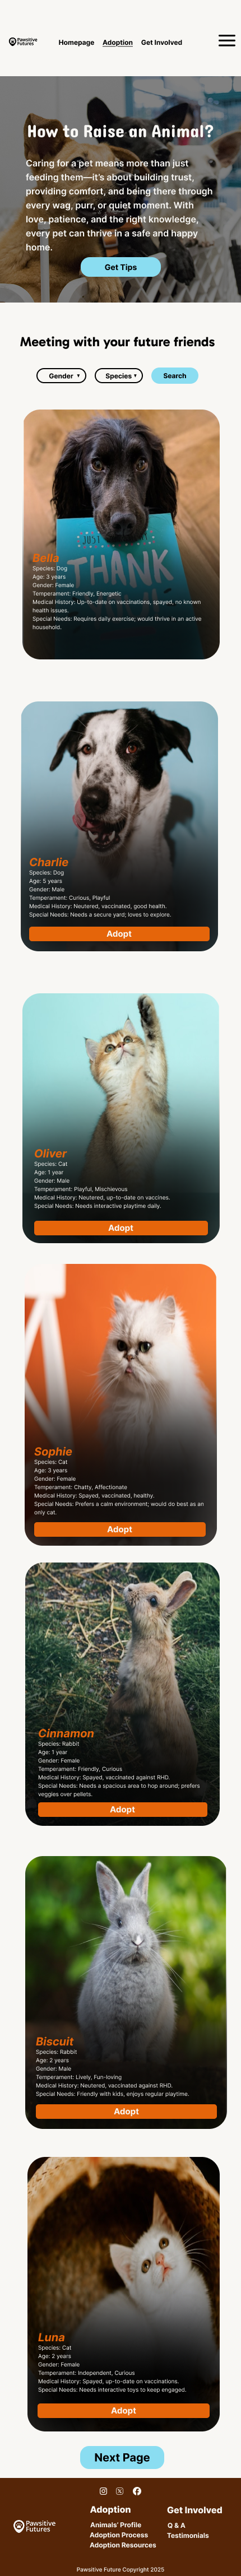 Pawsitive
Futures
Homepage
Adoption
Get Involved
How to Raise an Animal?
Caring for a pet means more than just
feeding them—it's about building trust,
providing comfort, and being there through
every wag, purr, or quiet moment. With
love, patience, and the right knowledge,
every pet can thrive in a safe and happy
home.
Get Tips
Meeting with your future friends
Gender ▼
Species ▼
Search
JUST
THANK
Bella
Species: Dog
Age: 3 years
Gender: Female
Temperament: Friendly, Energetic
Medical History: Up-to-date on vaccinations, spayed, no known
health issues.
Special Needs: Requires daily exercise; would thrive in an active
household.
Charlie
Species: Dog
Age: 5 years
Gender: Male
Temperament: Curious, Playful
Medical History: Neutered, vaccinated, good health.
Special Needs: Needs a secure yard; loves to explore.
Adopt
Oliver
Species: Cat
Age: 1 year
Gender: Male
Temperament: Playful, Mischievous
Medical History: Neutered, up-to-date on vaccines.
Special Needs: Needs interactive playtime daily.
Adopt
Sophie
Species: Cat
Age: 3 years
Gender: Female
Temperament: Chatty, Affectionate
Medical History: Spayed, vaccinated, healthy.
Special Needs: Prefers a calm environment; would do best as an
only cat.
Adopt
Cinnamon
Species: Rabbit
Age: 1 year
Gender: Female
Temperament: Friendly, Curious
Medical History: Spayed, vaccinated against RHD.
Special Needs: Needs a spacious area to hop around; prefers
veggies over pellets.
Adopt
Biscuit
Species: Rabbit
Age: 2 years
Gender: Male
Temperament: Lively, Fun-loving
Medical History: Neutered, vaccinated against RHD.
Special Needs: Friendly with kids, enjoys regular playtime.
Adopt
Luna
Species: Cat
Age: 2 years
Gender: Female
Temperament: Independent, Curious
Medical History: Spayed, up-to-date on vaccinations.
Special Needs: Needs interactive toys to keep engaged.
Adopt
Next Page
Pawsitive
Futures
Adoption
Animals' Profile
Adoption Process
Adoption Resources
Get Involved
Q & A
Testimonials
Pawsitive Future Copyright 2025